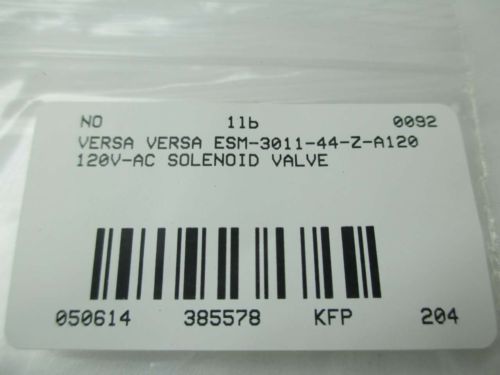 NO 1lb 0092
VERSA VERSA ESM-3011-44-Z-A120
120V-AC SOLENOID VALVE
050614 385578 KFP 204